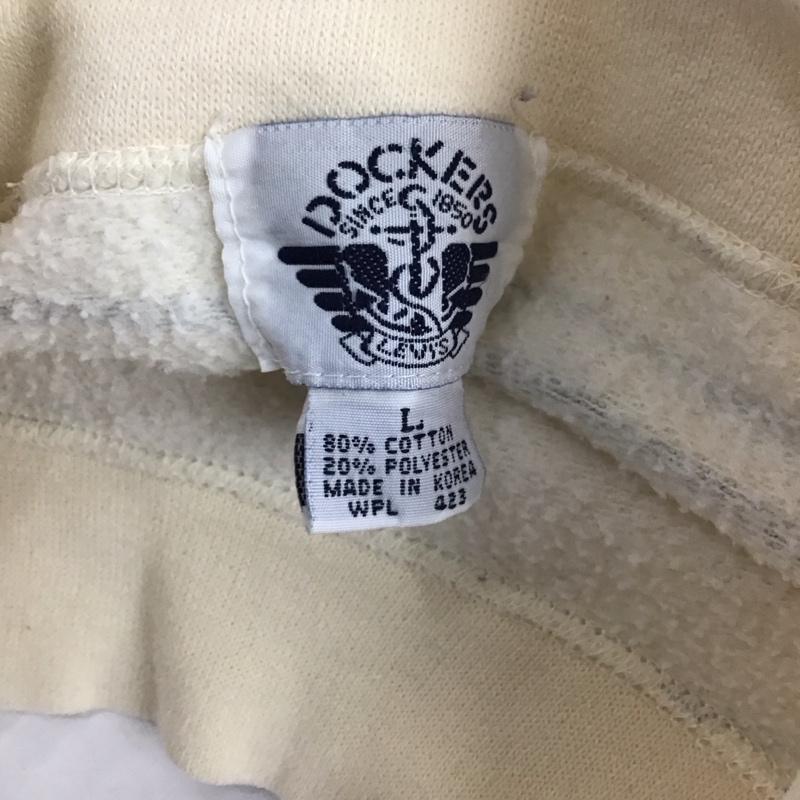 DOCKERS
SINCE 1850
LEVI'S
L
80% COTTON
20% POLYESTER
MADE IN KOREA
WPL 423